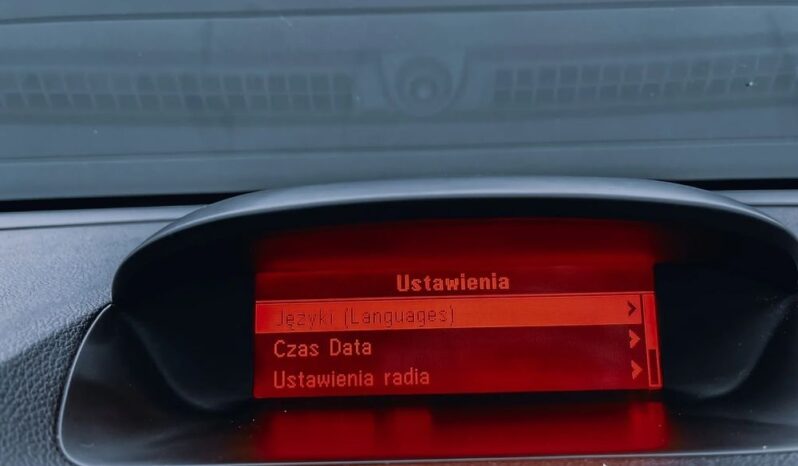 Ustawienia
Języki (Languages)
Czas Data
Ustawienia radia